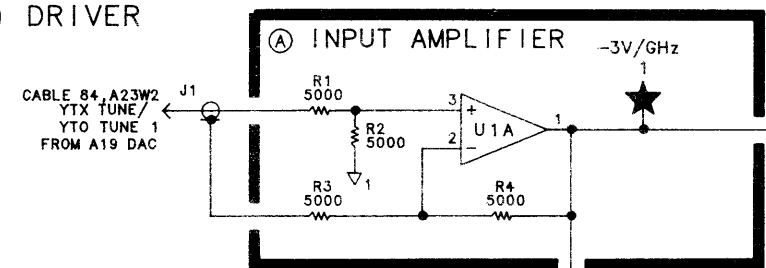 ) DRIVER
A INPUT AMPLIFIER
-3V/GHz
1
CABLE 84,A23W2
YTX TUNE/
YTO TUNE 1
FROM A19 DAC
J1
R1
5000
R2
5000
1
3
+
U1A
1
2
-
R3
5000
R4
5000